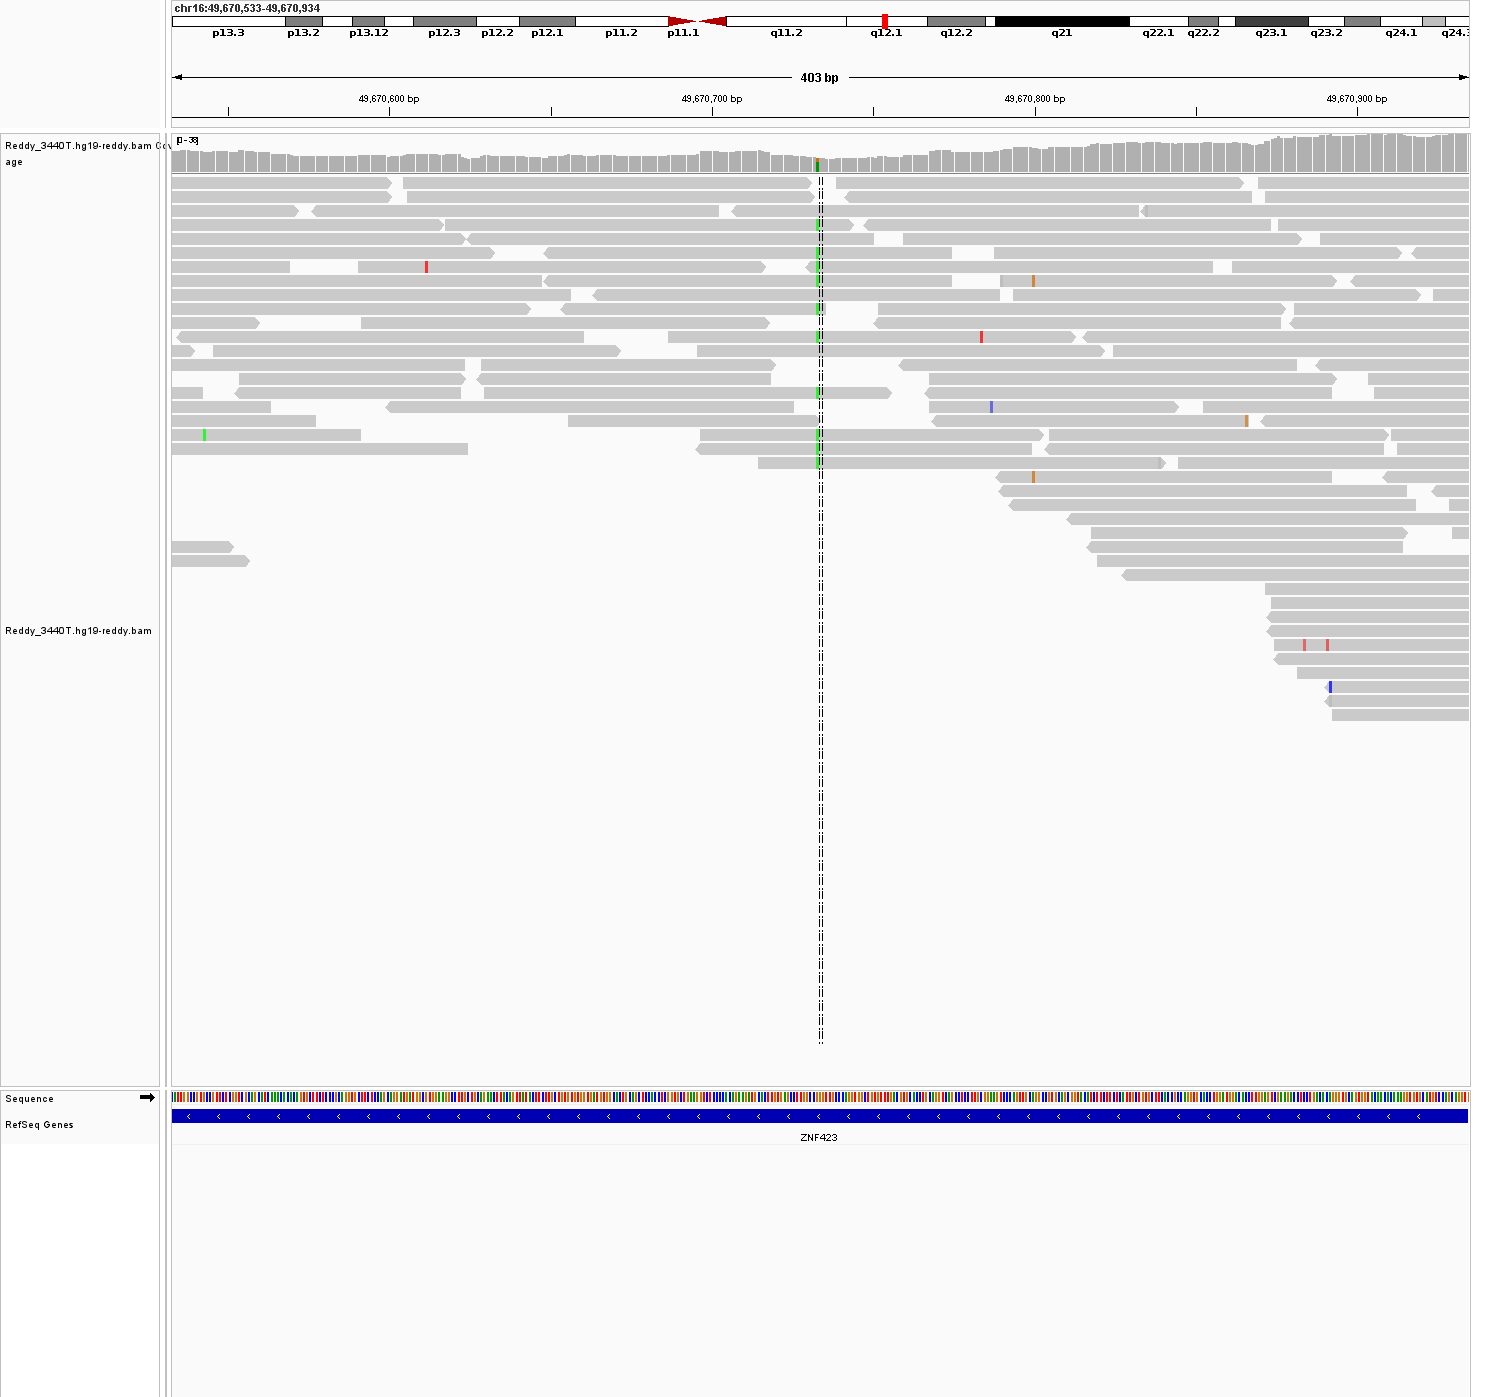 chr16:49,670,533-49,670,934
p13.3 p13.2 p13.12 p12.3 p12.2 p12.1 p11.2 p11.1 q11.2 q12.1 q12.2 q21 q22.1 q22.2 q23.1 q23.2 q24.1 q24.3
403 bp
49,670,600 bp 49,670,700 bp 49,670,800 bp 49,670,900 bp
[0-38]
Reddy_3440T.hg19-reddy.bam Cov
age
Reddy_3440T.hg19-reddy.bam
Sequence
RefSeq Genes
ZNF423